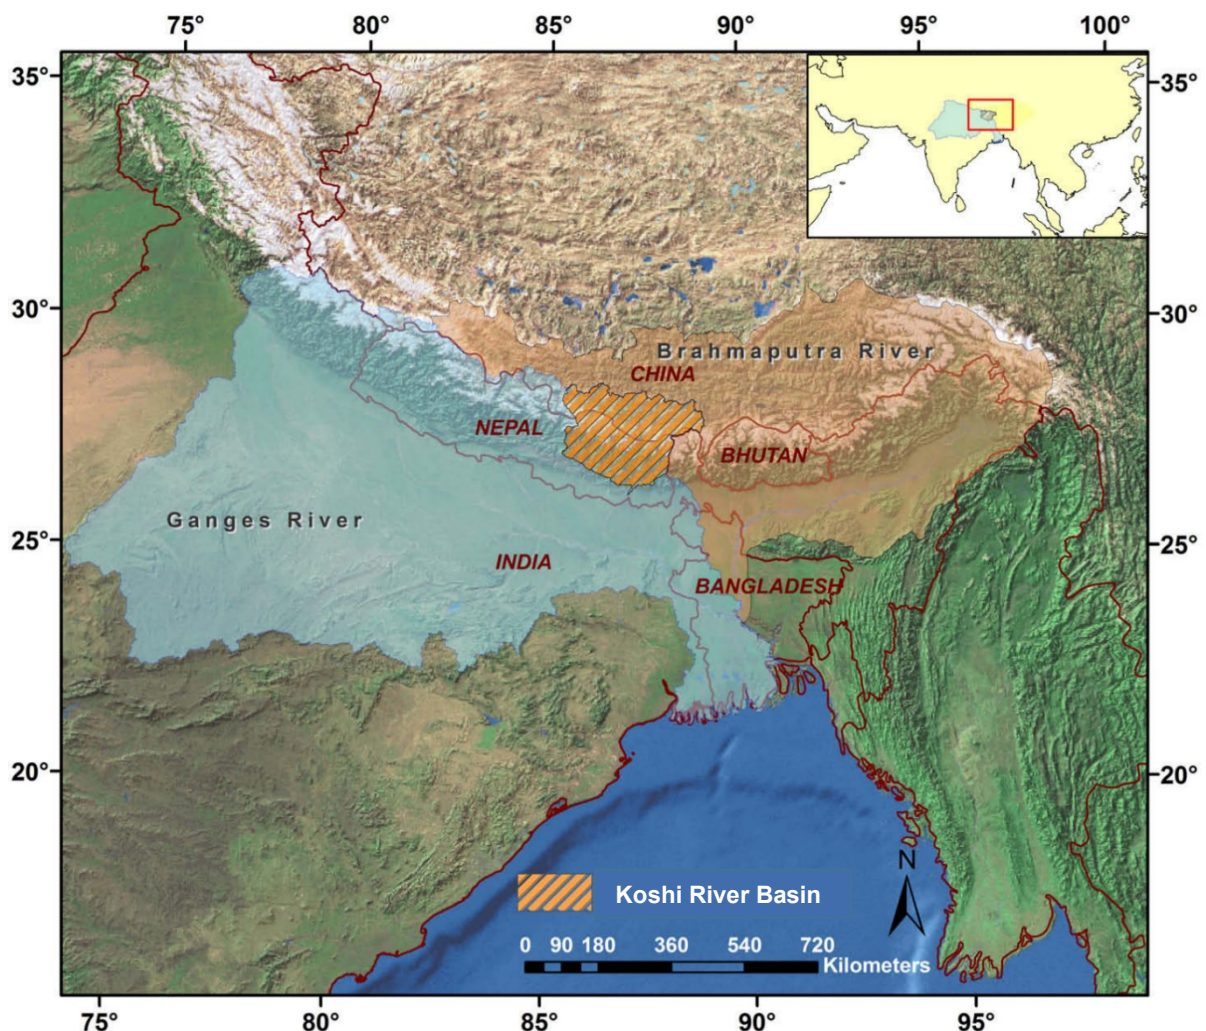 75° 80° 85° 90° 95° 100°
35° 35°
30° 30°
Brahmaputra River
CHINA
NEPAL
BHUTAN
Ganges River
25° 25°
INDIA
BANGLADESH
20° 20°
N
Koshi River Basin
0 90 180 360 540 720
Kilometers
75° 80° 85° 90° 95°